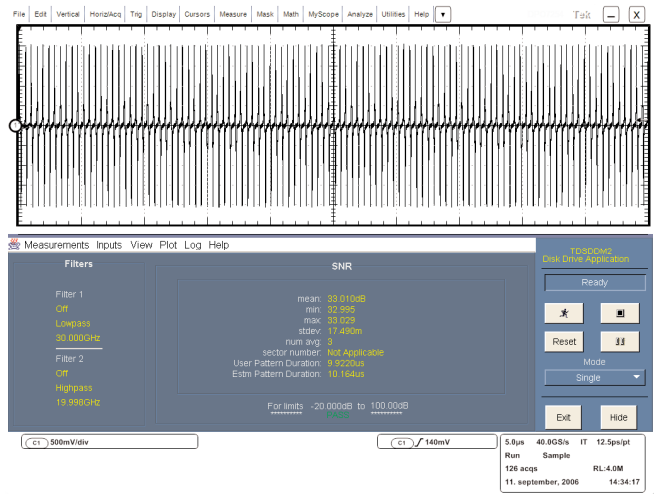 File Edit Vertical Horiz/Acq Trig Display Cursors Measure Mask Math MyScope Analyze Utilities Help
Tek X
Measurements Inputs View Plot Log Help
Filters
Filter 1
Off
Lowpass
30.000GHz
Filter 2
Off
Highpass
19.998GHz
SNR
mean: 33.010dB
min: 32.995
max: 33.029
stdev: 17.490m
num avg: 3
sector number: Not Applicable
User Pattern Duration: 9.9220us
Estm Pattern Duration: 10.164us
For limits -20.000dB to 100.00dB
TDSDDM2
Disk Drive Application
Ready
Reset
Mode
Single
Exit Hide
C1 500mV/div
C1 140mV
5.0µs 40.0GS/s IT 12.5ps/pt
Run Sample
126 acqs RL:4.0M
11. september, 2006 14:34:17